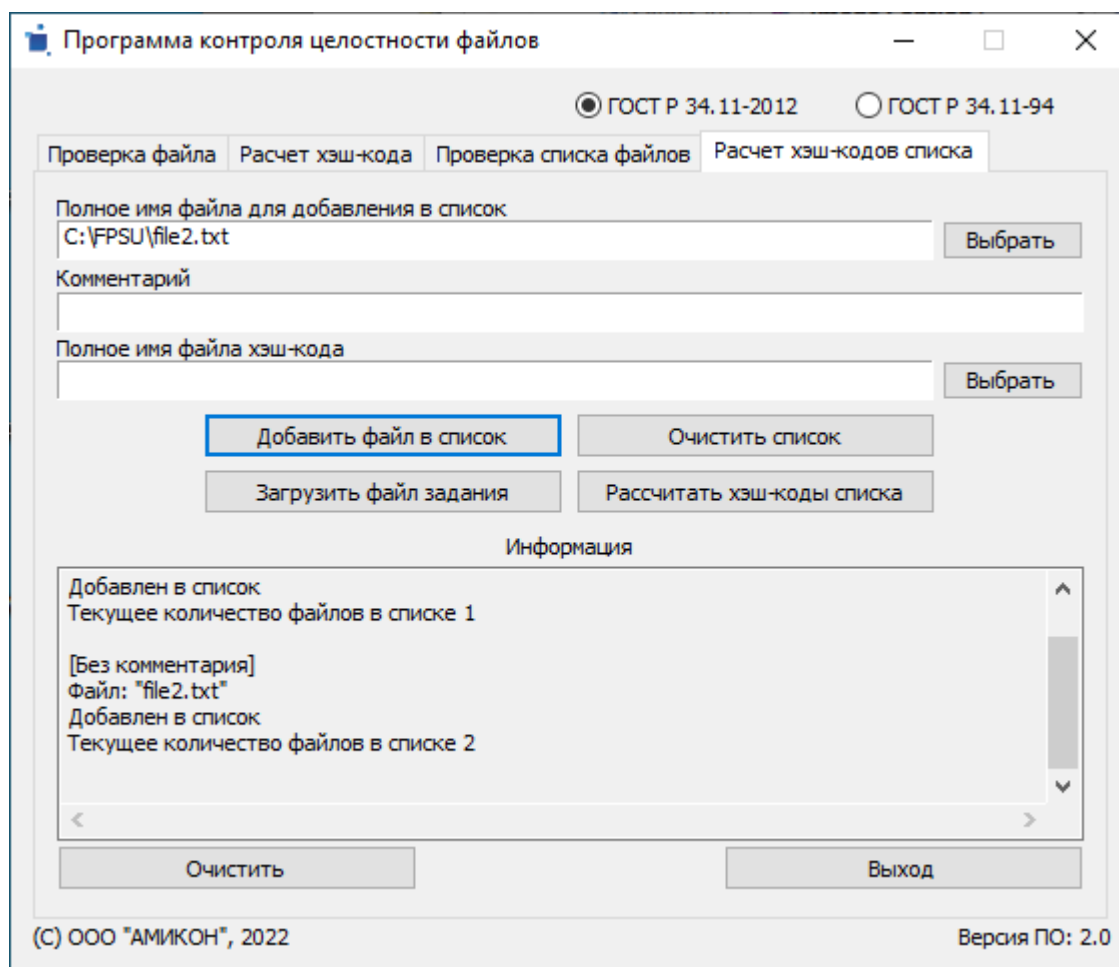 Программа контроля целостности файлов
ГОСТ Р 34.11-2012 ГОСТ Р 34.11-94
Проверка файла Расчет хэш-кода Проверка списка файлов Расчет хэш-кодов списка
Полное имя файла для добавления в список
C:\FPSU\file2.txt Выбрать
Комментарий
Полное имя файла хэш-кода
Выбрать
Добавить файл в список Очистить список
Загрузить файл задания Рассчитать хэш-коды списка
Информация
Добавлен в список
Текущее количество файлов в списке 1
[Без комментария]
Файл: "file2.txt"
Добавлен в список
Текущее количество файлов в списке 2
Очистить Выход
(C) ООО "АМИКОН", 2022 Версия ПО: 2.0